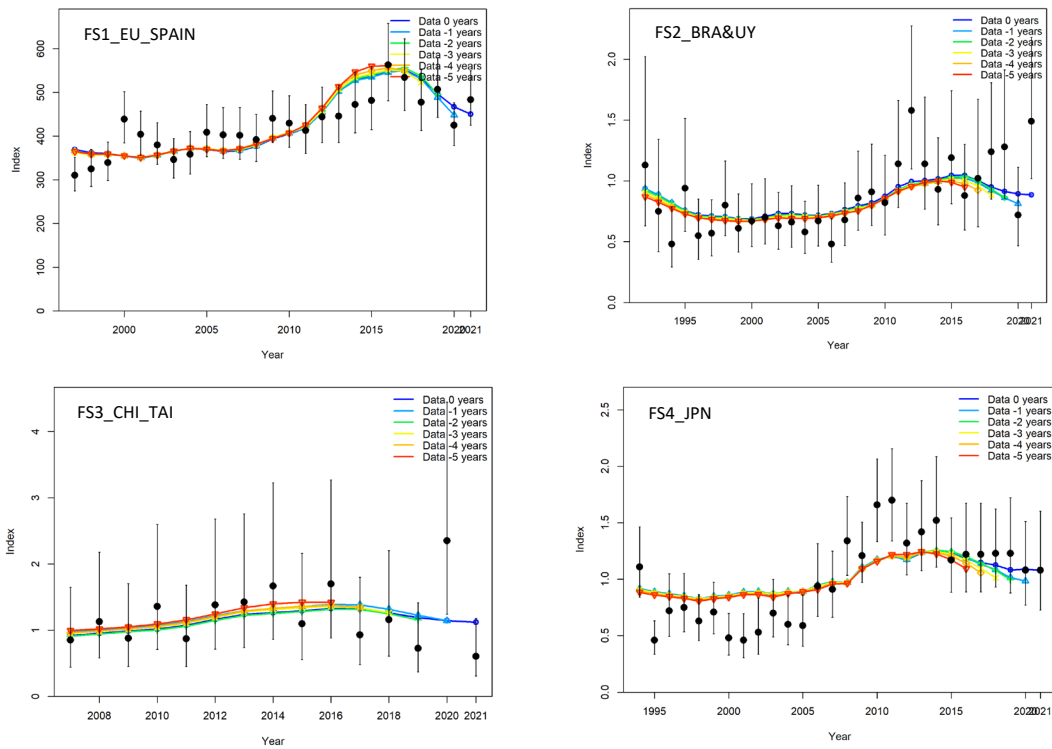 FS1_EU_SPAIN
Data 0 years
Data -1 years
Data -2 years
Data -3 years
Data -4 years
Data -5 years
Index
600
500
400
300
200
100
0
2000
2005
2010
2015
2020
2021
Year
FS2_BRA&UY
Data 0 years
Data -1 years
Data -2 years
Data -3 years
Data -4 years
Data -5 years
Index
2.0
1.5
1.0
0.5
0.0
1995
2000
2005
2010
2015
2020
2021
Year
FS3_CHI_TAI
Data 0 years
Data -1 years
Data -2 years
Data -3 years
Data -4 years
Data -5 years
Index
4
3
2
1
0
2008
2010
2012
2014
2016
2018
2020
2021
Year
FS4_JPN
Data 0 years
Data -1 years
Data -2 years
Data -3 years
Data -4 years
Data -5 years
Index
2.5
2.0
1.5
1.0
0.5
0.0
1995
2000
2005
2010
2015
2020
2021
Year